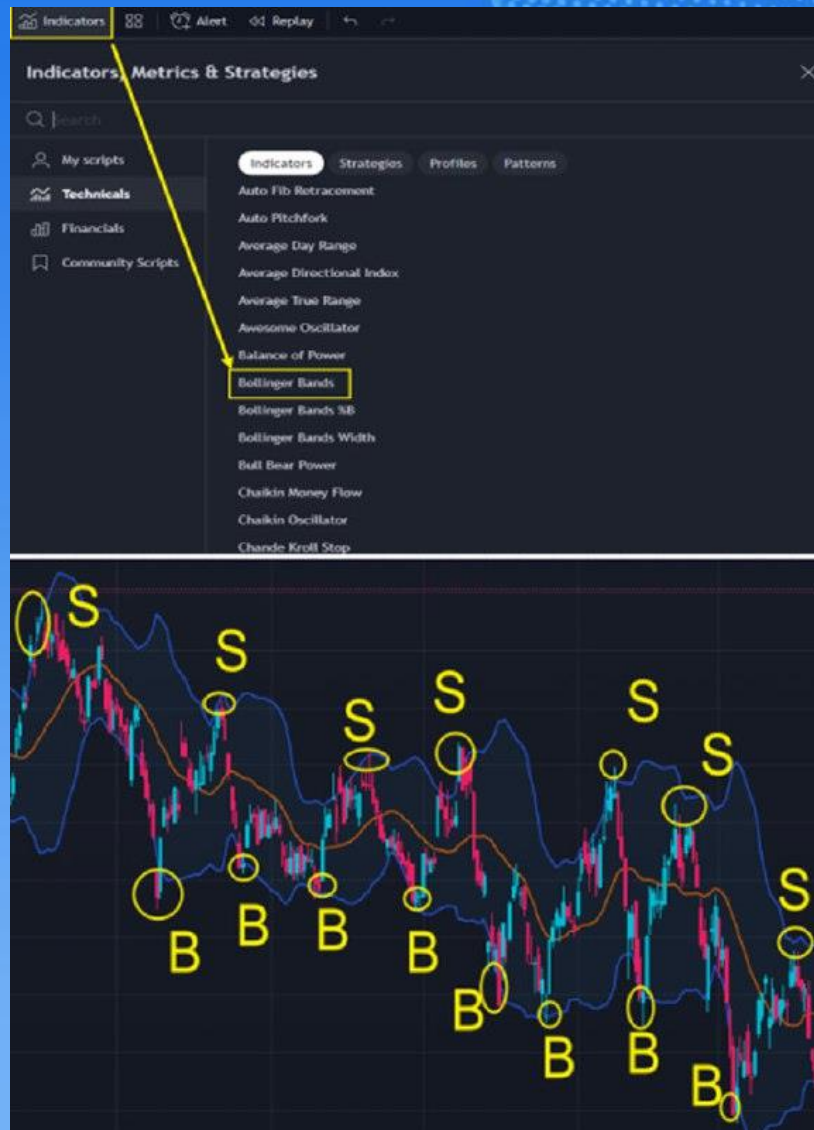 Indicators Alert Replay
Indicators, Metrics & Strategies
Search
My scripts
Technicals
Financials
Community Scripts
Indicators Strategies Profiles Patterns
Auto Fib Retracement
Auto Pitchfork
Average Day Range
Average Directional Index
Average True Range
Awesome Oscillator
Balance of Power
Bollinger Bands
Bollinger Bands %B
Bollinger Bands Width
Bull Bear Power
Chaikin Money Flow
Chaikin Oscillator
Chande Kroll Stop
S
S
S
S
S
S
S
B
B
B
B
B
B
B
B